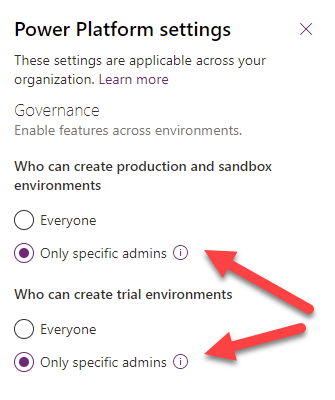 Power Platform settings
These settings are applicable across your
organization. Learn more
Governance
Enable features across environments.
Who can create production and sandbox
environments
Everyone
Only specific admins
Who can create trial environments
Everyone
Only specific admins